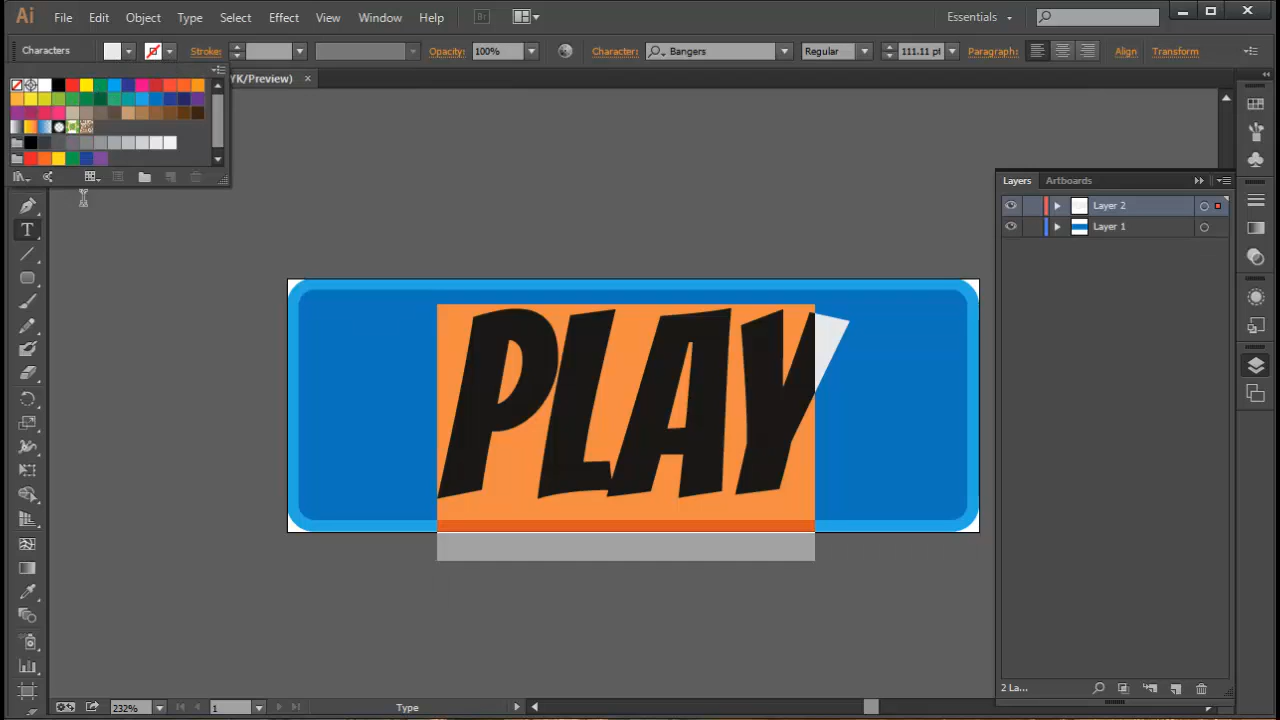 Ai File Edit Object Type Select Effect View Window Help Br Essentials
Characters Stroke: Opacity: 100% Character: Bangers Regular 111.11 pt Paragraph: Align Transform
YK/Preview) ×
Layers Artboards
Layer 2
Layer 1
T
PLAY
2 La...
232% 1 Type